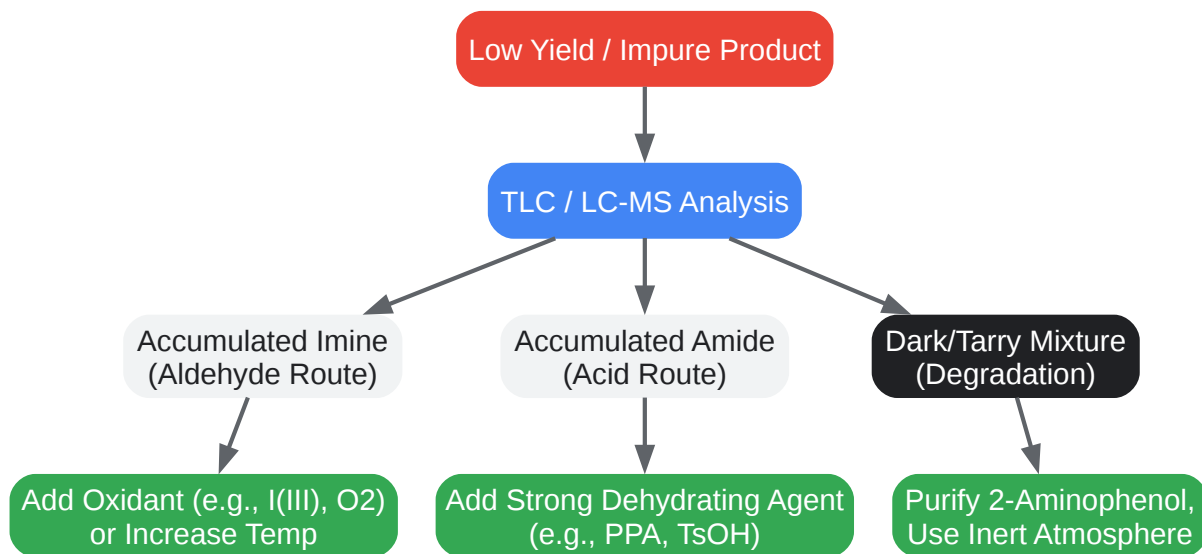 Low Yield / Impure Product
TLC / LC-MS Analysis
Accumulated Imine
(Aldehyde Route)
Accumulated Amide
(Acid Route)
Dark/Tarry Mixture
(Degradation)
Add Oxidant (e.g., I(III), O2)
or Increase Temp
Add Strong Dehydrating Agent
(e.g., PPA, TsOH)
Purify 2-Aminophenol,
Use Inert Atmosphere